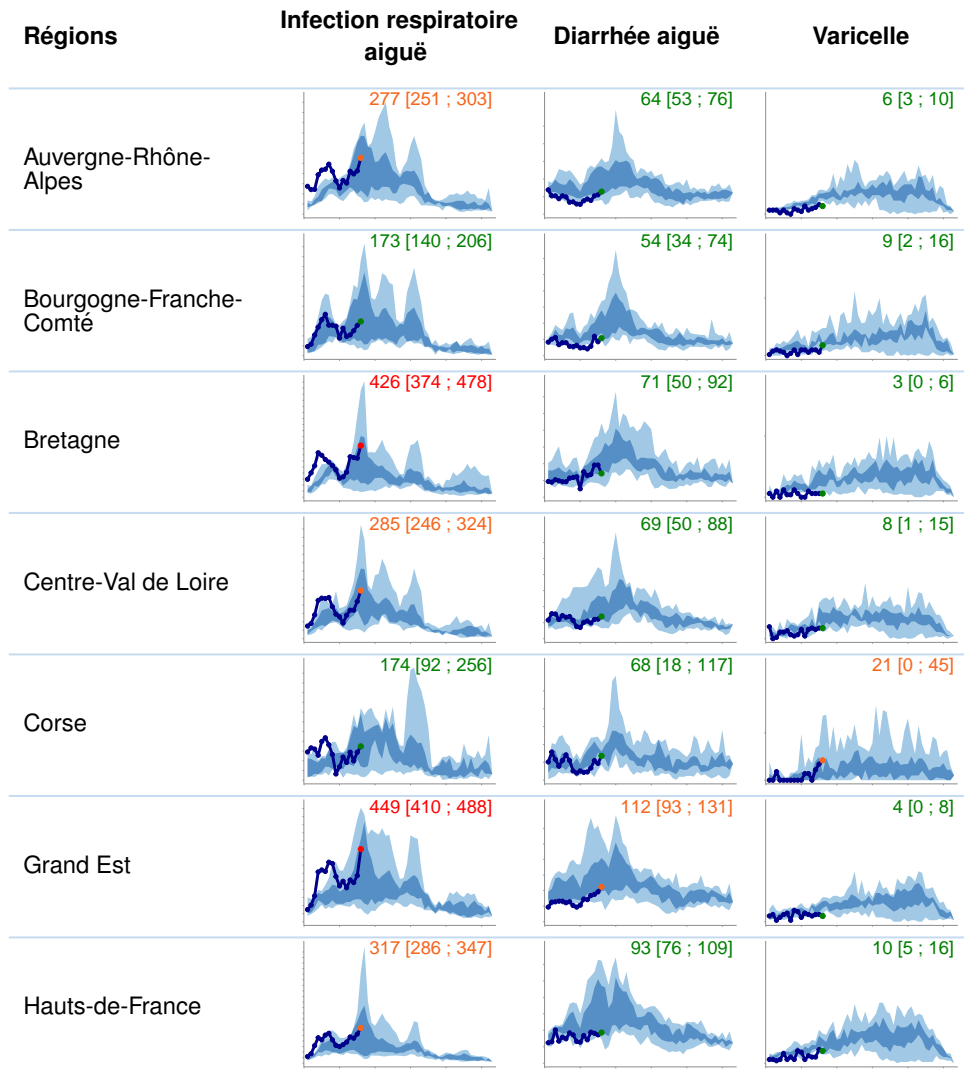 Régions
Infection respiratoire
aiguë
Diarrhée aiguë
Varicelle
277 [251 ; 303]
64 [53 ; 76]
6 [3 ; 10]
Auvergne-Rhône-
Alpes
173 [140 ; 206]
54 [34 ; 74]
9 [2 ; 16]
Bourgogne-Franche-
Comté
426 [374 ; 478]
71 [50 ; 92]
3 [0 ; 6]
Bretagne
285 [246 ; 324]
69 [50 ; 88]
8 [1 ; 15]
Centre-Val de Loire
174 [92 ; 256]
68 [18 ; 117]
21 [0 ; 45]
Corse
449 [410 ; 488]
112 [93 ; 131]
4 [0 ; 8]
Grand Est
317 [286 ; 347]
93 [76 ; 109]
10 [5 ; 16]
Hauts-de-France